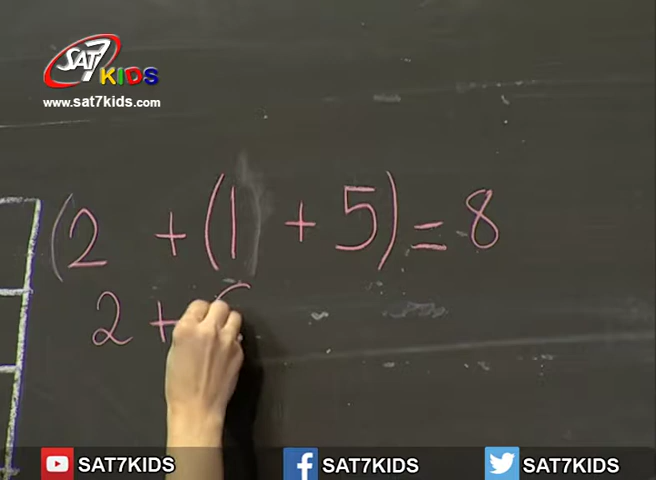 SAT7 KIDS
www.sat7kids.com
(2 + (1 + 5) = 8
2 +
SAT7KIDS
SAT7KIDS
SAT7KIDS